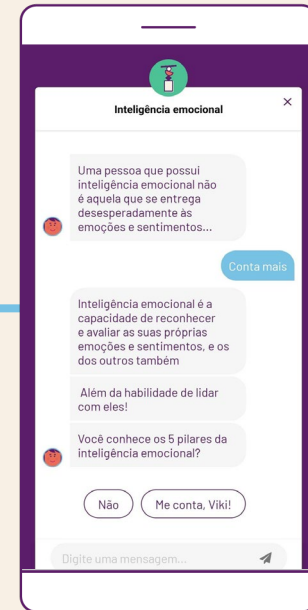 Inteligência emocional
Uma pessoa que possui
inteligência emocional não
é aquela que se entrega
desesperadamente às
emoções e sentimentos...
Conta mais
Inteligência emocional é a
capacidade de reconhecer
e avaliar as suas próprias
emoções e sentimentos, e os
dos outros também
Além da habilidade de lidar
com eles!
Você conhece os 5 pilares da
inteligência emocional?
Não
Me conta, Viki!
Digite uma mensagem...